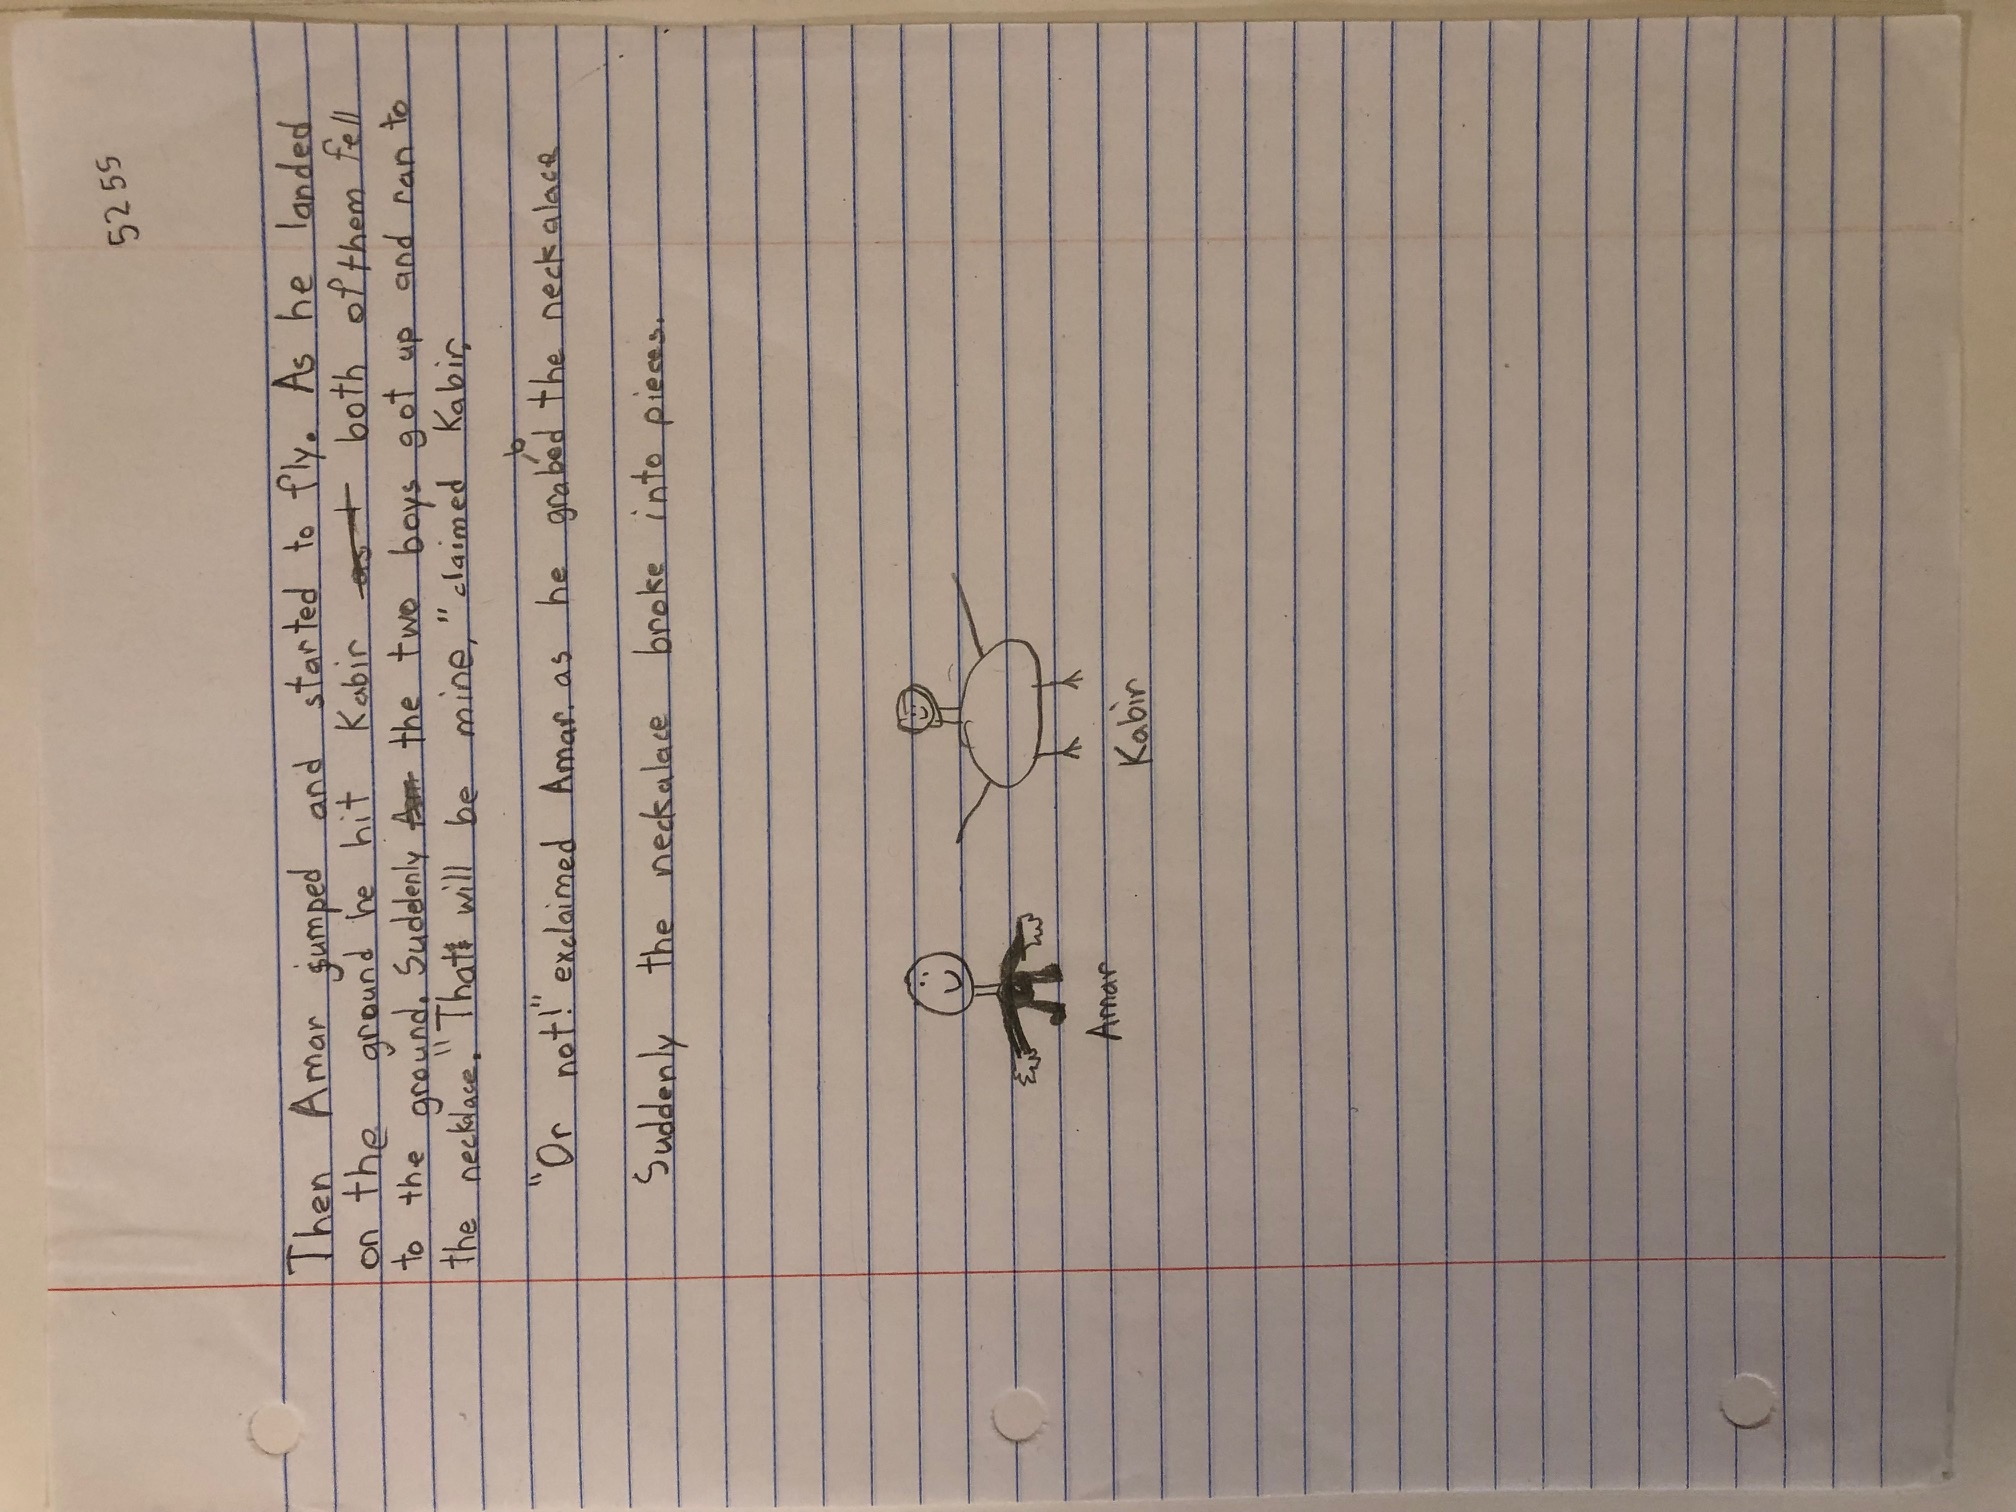 5255
Then Amar jumped and started to fly. As he landed
on the ground he hit Kabir both of them fell
to the ground. Suddenly the two boys got up and ran to
the necklace. "That will be mine," claimed Kabir.
"Or not!" exclaimed Amar. as he grabbed the neckalace
Suddenly the neckalace broke into pieces.
Amar
Kabir